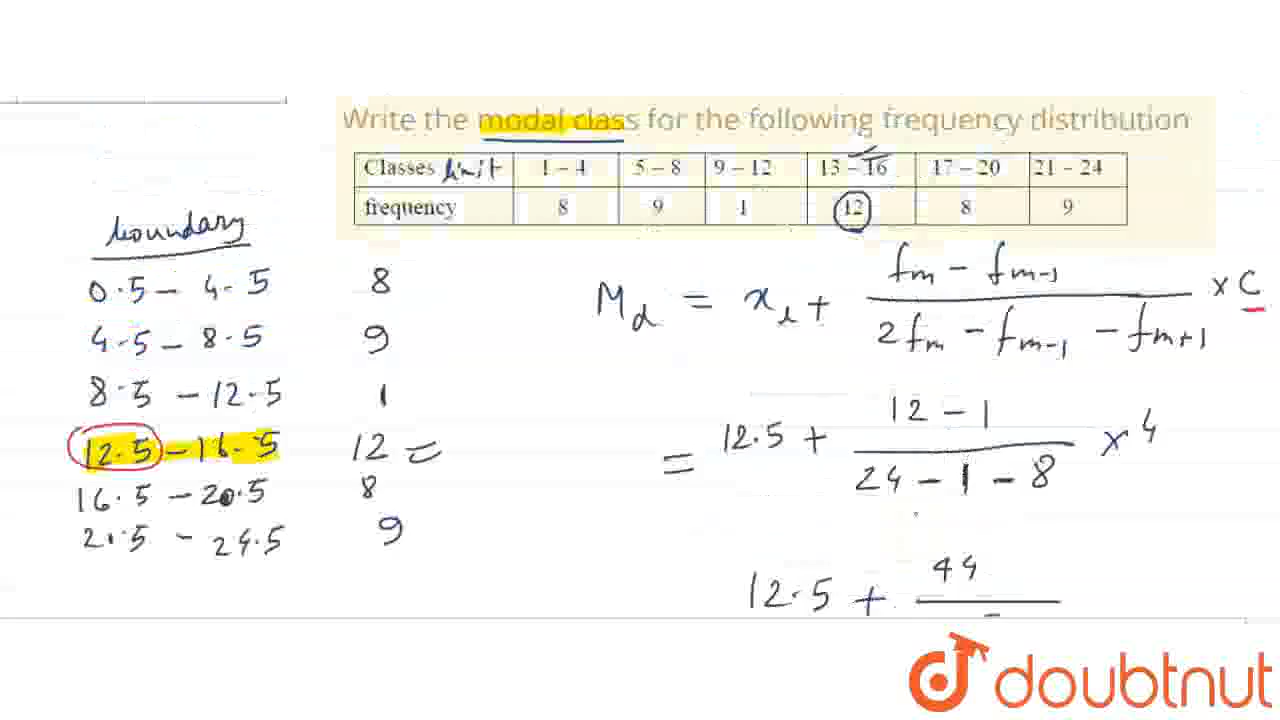 Write the modal class for the following frequency distribution
Classes limit 1 – 4 5 – 8 9 – 12 13 – 16 17 – 20 21 – 24
frequency 8 9 1 12 8 9
boundary
0.5 – 4.5 8
4.5 – 8.5 9
8.5 – 12.5 1
12.5 – 16.5 12 =
16.5 – 20.5 8
2.5 – 24.5 9
Md = xl + fm – fm-1 / 2fm – fm-1 – fm+1 × C
= 12.5 + 12 – 1 / 24 – 1 – 8 × 4
12.5 + 44
doubtnut